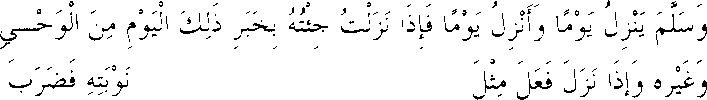 وَسَلَّمَ يَنْزِلُ يَوْمًا وَأَنْزِلُ يَوْمًا فَإِذَا نَزَلْتُ جِئْتُهُ بِخَبَرِ ذَلِكَ الْيَوْمِ مِنَ الْوَحْىِ
وَغَيْرِه وَإِذَا نَزَلَ فَعَلَ مِثْلَ نَوْبَتِهِ فَضَرَبَ